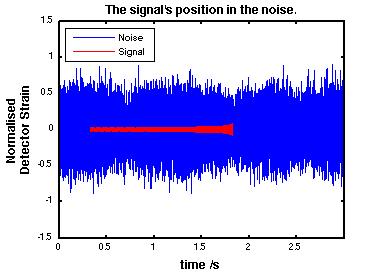 The signal's position in the noise.
Noise
Signal
Normalised
Detector Strain
1.5
1
0.5
0
-0.5
-1
-1.5
0
0.5
1
1.5
2
2.5
time /s